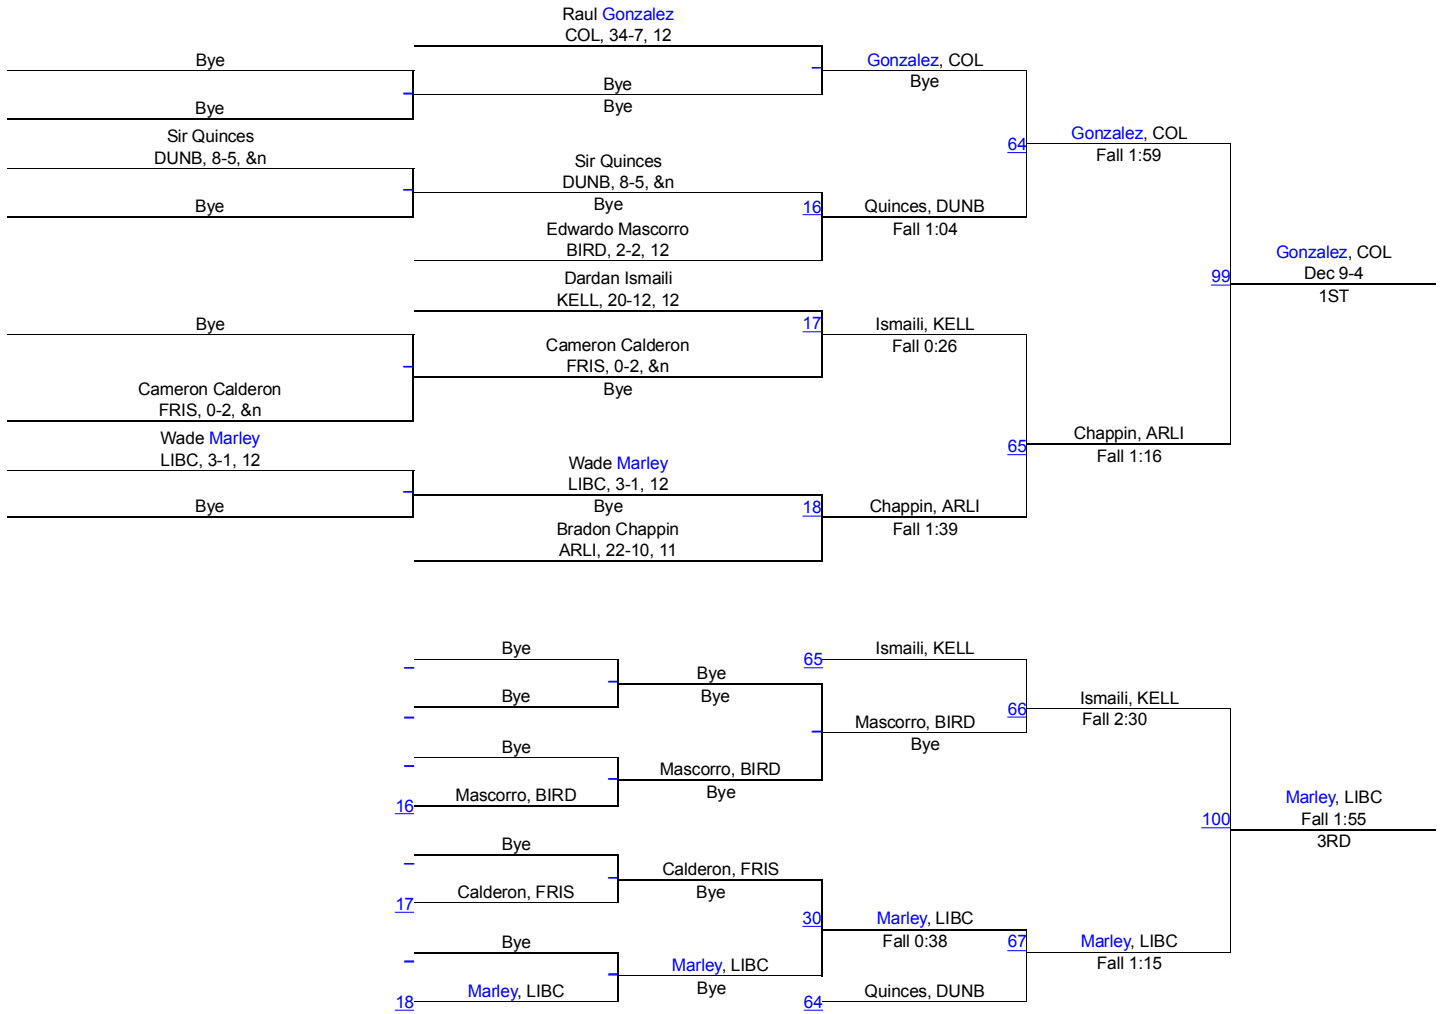 Raul Gonzalez
COL, 34-7, 12
Bye
Gonzalez, COL
Bye
Bye
Bye
Bye
Sir Quinces
DUNB, 8-5, &n
Gonzalez, COL
64
Fall 1:59
Sir Quinces
DUNB, 8-5, &n
Bye
Bye
16
Quinces, DUNB
Fall 1:04
Edwardo Mascorro
BIRD, 2-2, 12
Gonzalez, COL
Dec 9-4
99
1ST
Dardan Ismaili
KELL, 20-12, 12
Bye
17
Ismaili, KELL
Fall 0:26
Cameron Calderon
FRIS, 0-2, &n
Bye
Cameron Calderon
FRIS, 0-2, &n
Wade Marley
LIBC, 3-1, 12
Chappin, ARLI
65
Fall 1:16
Wade Marley
LIBC, 3-1, 12
Bye
Bye
18
Chappin, ARLI
Fall 1:39
Bradon Chappin
ARLI, 22-10, 11
Bye
65
Ismaili, KELL
Bye
Bye
Bye
Ismaili, KELL
66
Fall 2:30
Mascorro, BIRD
Bye
Bye
Mascorro, BIRD
Bye
16
Mascorro, BIRD
Marley, LIBC
100
Fall 1:55
3RD
Bye
Calderon, FRIS
Bye
17
Calderon, FRIS
30
Marley, LIBC
Fall 0:38
67
Marley, LIBC
Fall 1:15
Bye
Marley, LIBC
Bye
18
Marley, LIBC
64
Quinces, DUNB